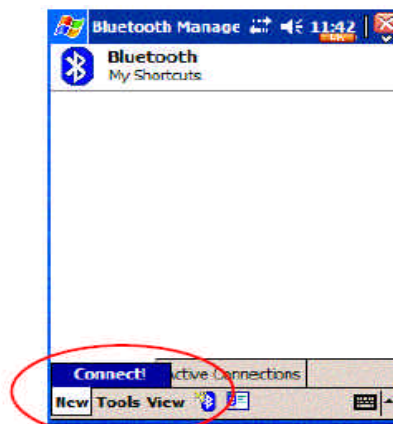 Bluetooth Manage 11:42
Bluetooth
My Shortcuts
Connect! Active Connections
New Tools View